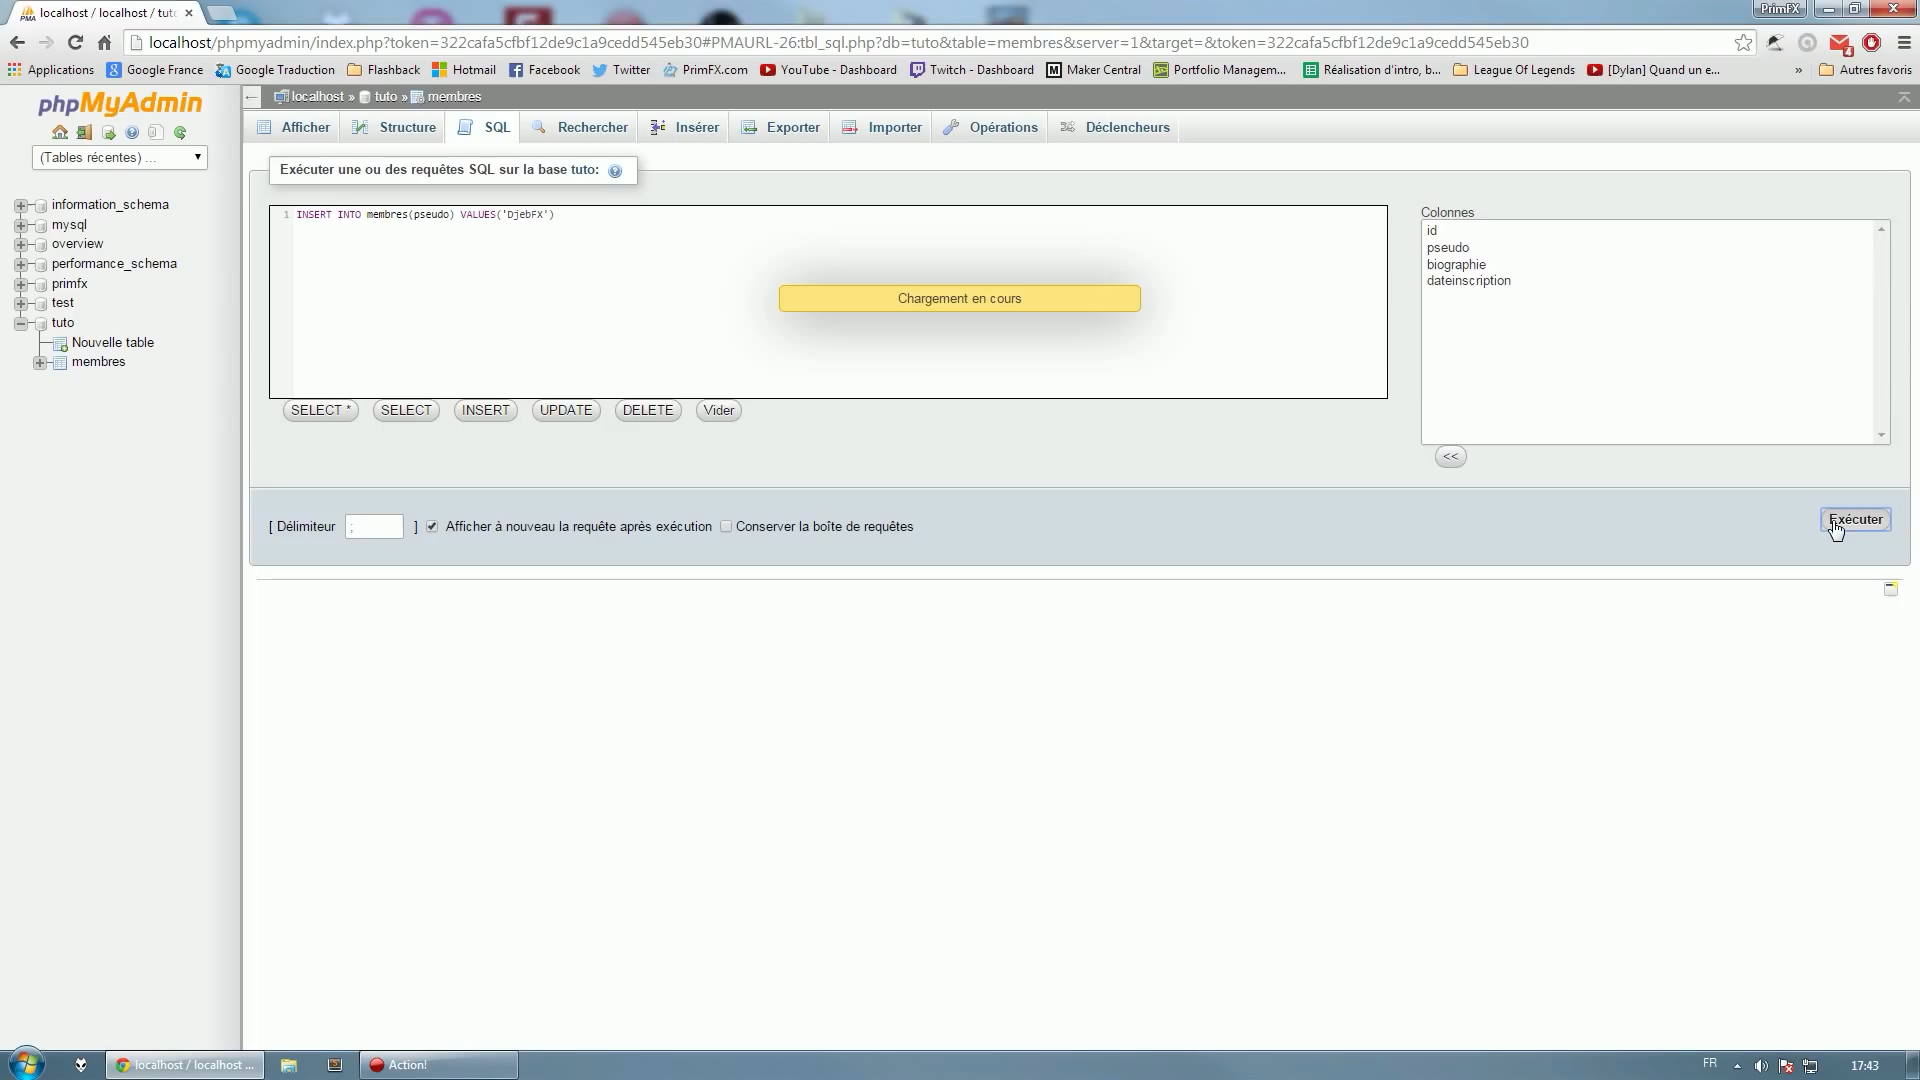 localhost / localhost / tuto
PrimFX
localhost/phpmyadmin/index.php?token=322cafa5cfbf12de9c1a9cedd545eb30#PMAURL-26:tbl_sql.php?db=tuto&table=membres&server=1&target=&token=322cafa5cfbf12de9c1a9cedd545eb30
4
Applications Google France Google Traduction Flashback Hotmail Facebook Twitter PrimFX.com YouTube - Dashboard Twitch - Dashboard Maker Central Portfolio Managem... Réalisation d'intro, b... League Of Legends [Dylan] Quand un e... » Autres favoris
phpMyAdmin
(Tables récentes) ...
information_schema
mysql
overview
performance_schema
primfx
test
tuto
Nouvelle table
membres
localhost » tuto » membres
Afficher Structure SQL Rechercher Insérer Exporter Importer Opérations Déclencheurs
Exécuter une ou des requêtes SQL sur la base tuto:
1 INSERT INTO membres(pseudo) VALUES('DjebFX')
Chargement en cours
Colonnes
id
pseudo
biographie
dateinscription
SELECT * SELECT INSERT UPDATE DELETE Vider
<<
[ Délimiteur ; ] Afficher à nouveau la requête après exécution Conserver la boîte de requêtes
Exécuter
localhost / localhost ... Action! FR 17:43